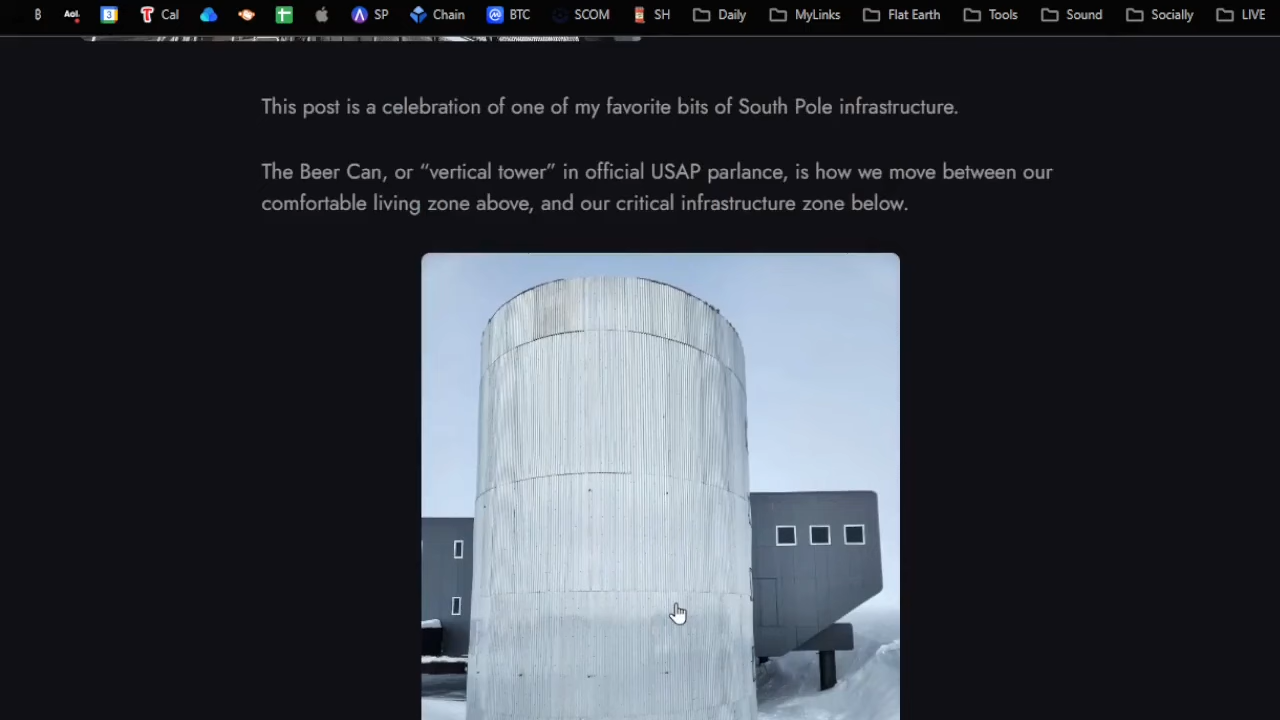 Cal SP Chain BTC SCOM SH Daily MyLinks Flat Earth Tools Sound Socially LIVE
This post is a celebration of one of my favorite bits of South Pole infrastructure.
The Beer Can, or “vertical tower” in official USAP parlance, is how we move between our
comfortable living zone above, and our critical infrastructure zone below.